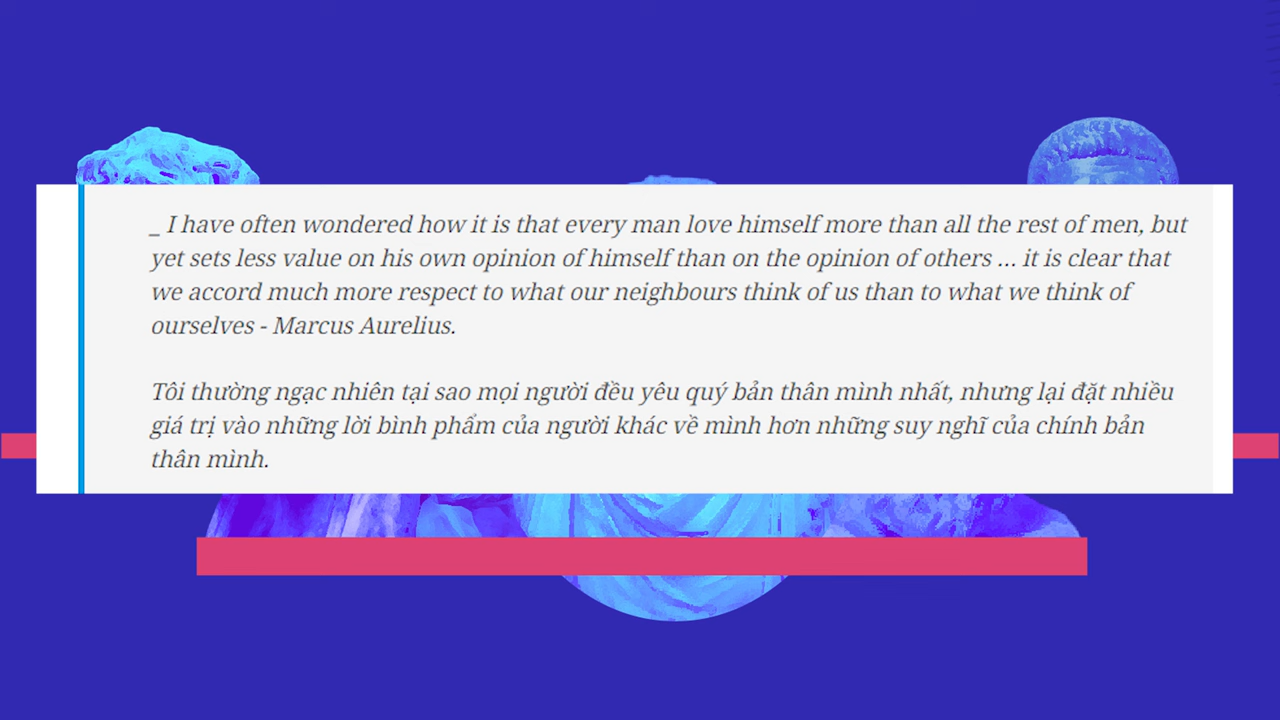 _ I have often wondered how it is that every man love himself more than all the rest of men, but
yet sets less value on his own opinion of himself than on the opinion of others ... it is clear that
we accord much more respect to what our neighbours think of us than to what we think of
ourselves - Marcus Aurelius.
Tôi thường ngạc nhiên tại sao mọi người đều yêu quý bản thân mình nhất, nhưng lại đặt nhiều
giá trị vào những lời bình phẩm của người khác về mình hơn những suy nghĩ của chính bản
thân mình.